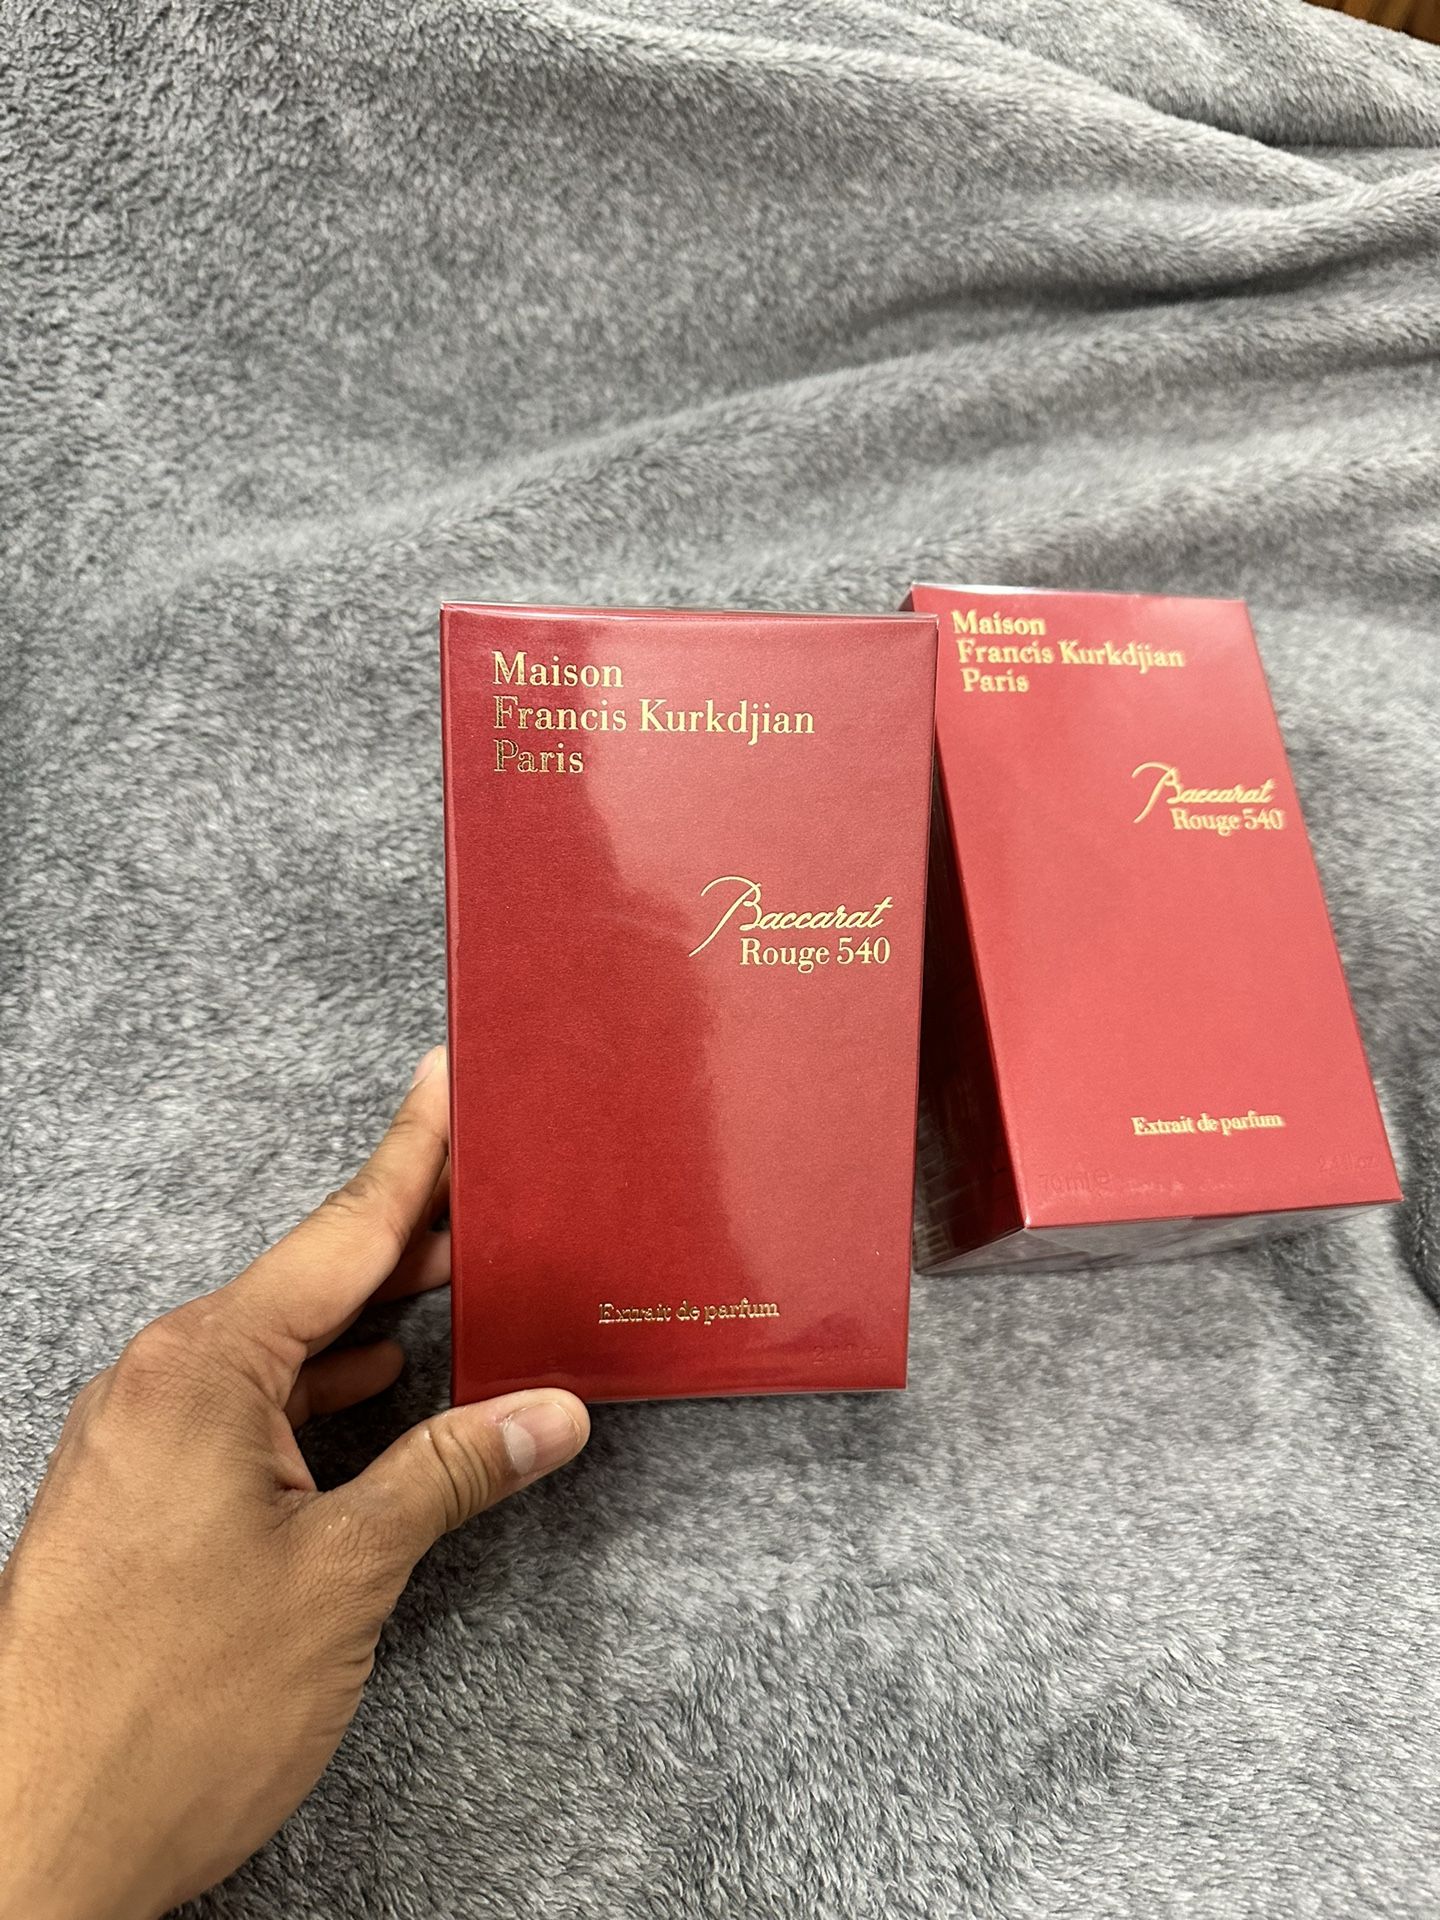 Maison
Francis Kurkdjian
Paris
Baccarat
Rouge 540
Extrait de parfum
Maison
Francis Kurkdjian
Paris
Baccarat
Rouge 540
Extrait de parfum
70ml e